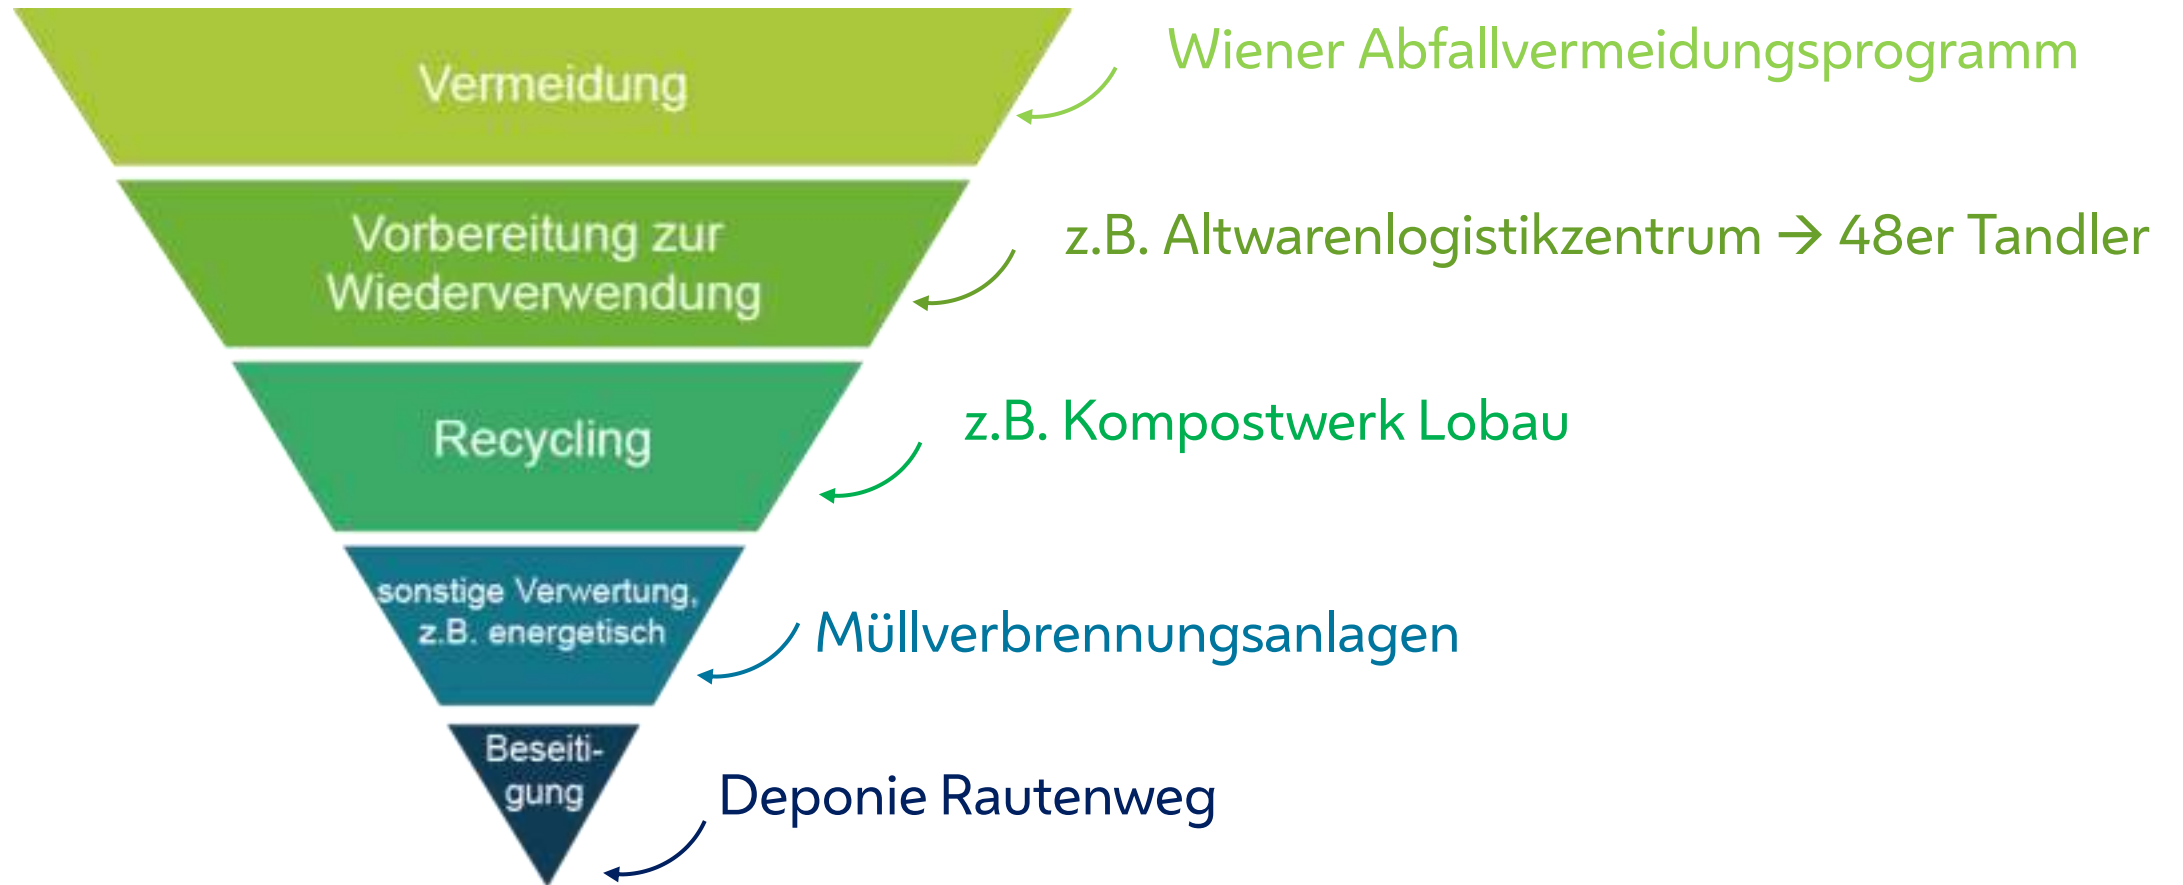 Vermeidung
Wiener Abfallvermeidungsprogramm
Vorbereitung zur
Wiederverwendung
z.B. Altwarenlogistikzentrum → 48er Tandler
Recycling
z.B. Kompostwerk Lobau
sonstige Verwertung,
z.B. energetisch
Müllverbrennungsanlagen
Beseiti-
gung
Deponie Rautenweg